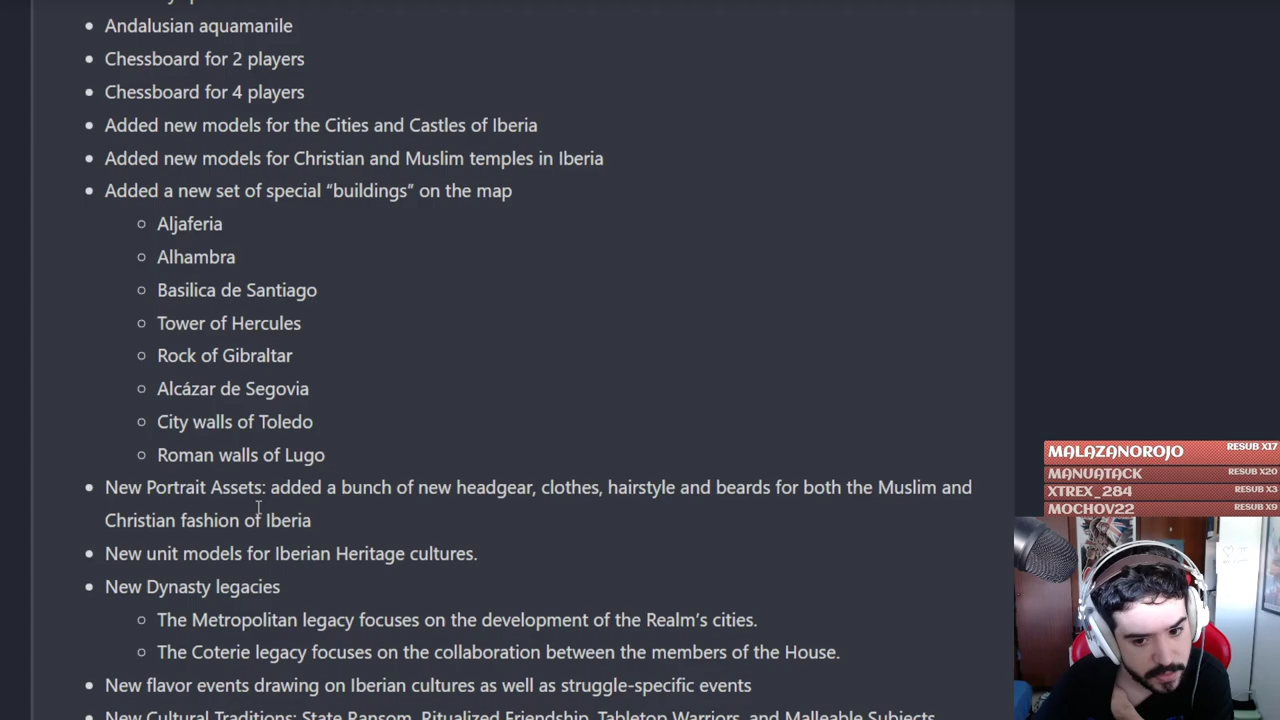 Andalusian aquamanile
Chessboard for 2 players
Chessboard for 4 players
Added new models for the Cities and Castles of Iberia
Added new models for Christian and Muslim temples in Iberia
Added a new set of special “buildings” on the map
Aljaferia
Alhambra
Basilica de Santiago
Tower of Hercules
Rock of Gibraltar
Alcázar de Segovia
City walls of Toledo
Roman walls of Lugo
New Portrait Assets: added a bunch of new headgear, clothes, hairstyle and beards for both the Muslim and
Christian fashion of Iberia
New unit models for Iberian Heritage cultures.
New Dynasty legacies
The Metropolitan legacy focuses on the development of the Realm’s cities.
The Coterie legacy focuses on the collaboration between the members of the House.
New flavor events drawing on Iberian cultures as well as struggle-specific events
New Cultural Traditions: State Ransom, Ritualized Friendship, Tabletop Warriors, and Malleable Subjects
MALAZANOROJO RESUB X17
MANUATACK RESUB X20
XTREX_284 RESUB X3
MOCHOV22 RESUB X9